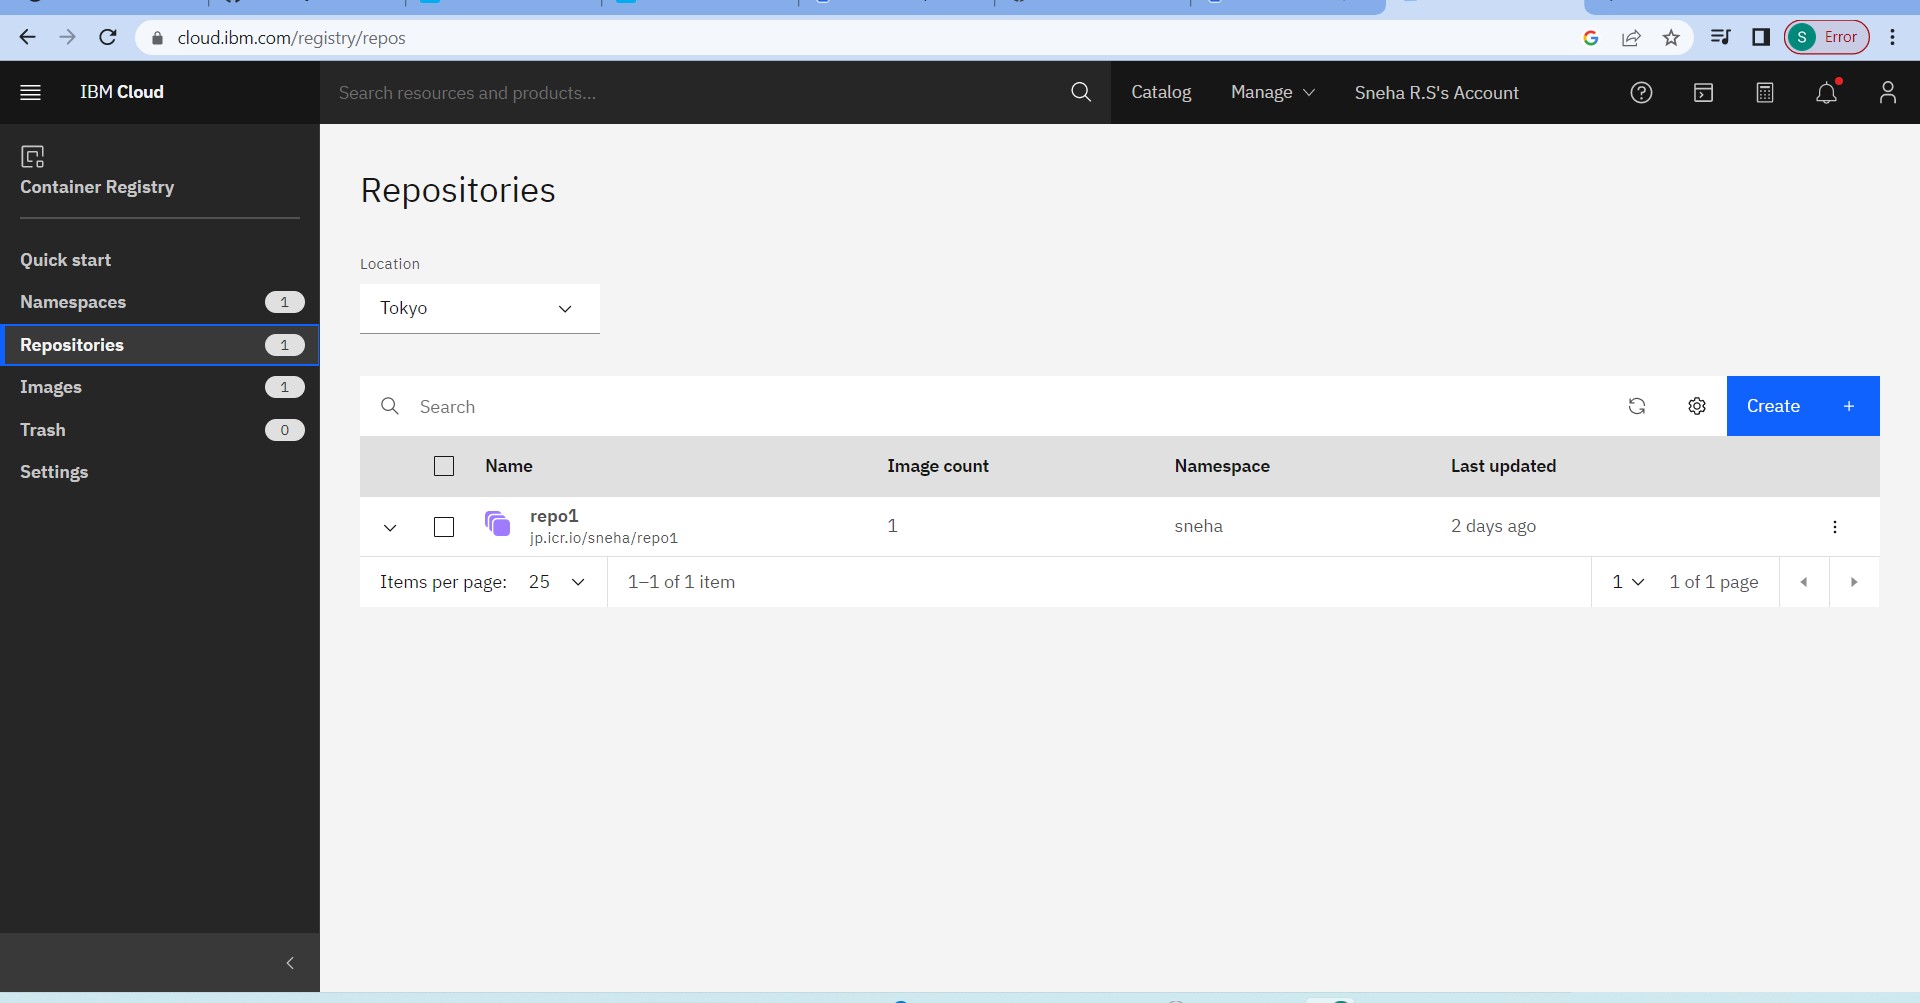 cloud.ibm.com/registry/repos
S Error
IBM Cloud
Search resources and products...
Catalog
Manage
Sneha R.S's Account
Container Registry
Quick start
Namespaces 1
Repositories 1
Images 1
Trash 0
Settings
Repositories
Location
Tokyo
Search
Create +
Name Image count Namespace Last updated
repo1
jp.icr.io/sneha/repo1
1 sneha 2 days ago
Items per page: 25 1–1 of 1 item 1 1 of 1 page